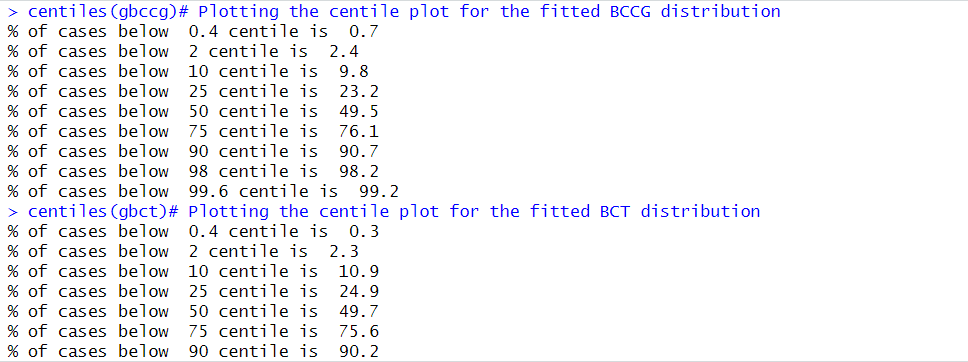 > centiles(gbccg)# Plotting the centile plot for the fitted BCCG distribution
% of cases below  0.4 centile is  0.7
% of cases below  2 centile is  2.4
% of cases below  10 centile is  9.8
% of cases below  25 centile is  23.2
% of cases below  50 centile is  49.5
% of cases below  75 centile is  76.1
% of cases below  90 centile is  90.7
% of cases below  98 centile is  98.2
% of cases below  99.6 centile is  99.2
> centiles(gbct)# Plotting the centile plot for the fitted BCT distribution
% of cases below  0.4 centile is  0.3
% of cases below  2 centile is  2.3
% of cases below  10 centile is  10.9
% of cases below  25 centile is  24.9
% of cases below  50 centile is  49.7
% of cases below  75 centile is  75.6
% of cases below  90 centile is  90.2